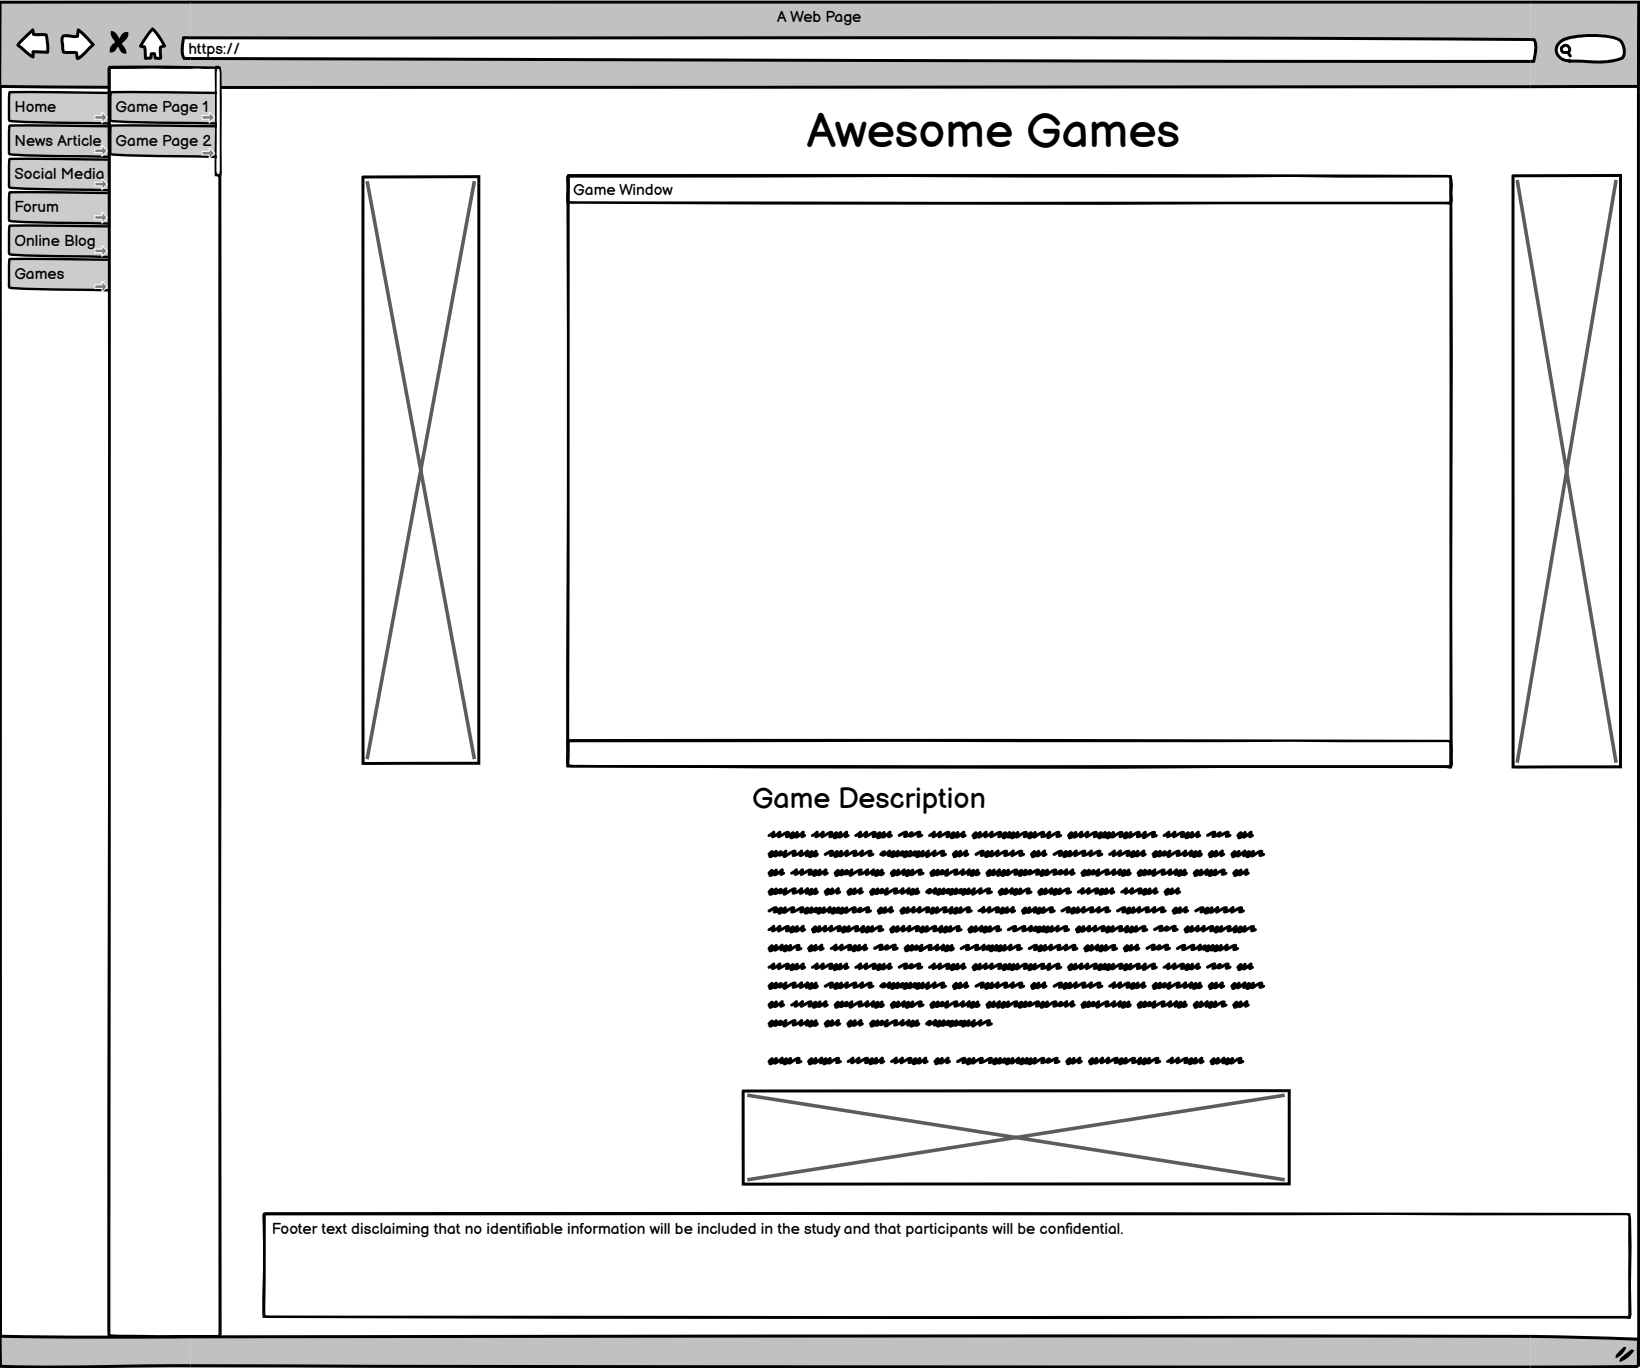 A Web Page
https://
Home
News Article
Social Media
Forum
Online Blog
Games
Game Page 1
Game Page 2
Awesome Games
Game Window
Game Description
Footer text disclaiming that no identifiable information will be included in the study and that participants will be confidential.